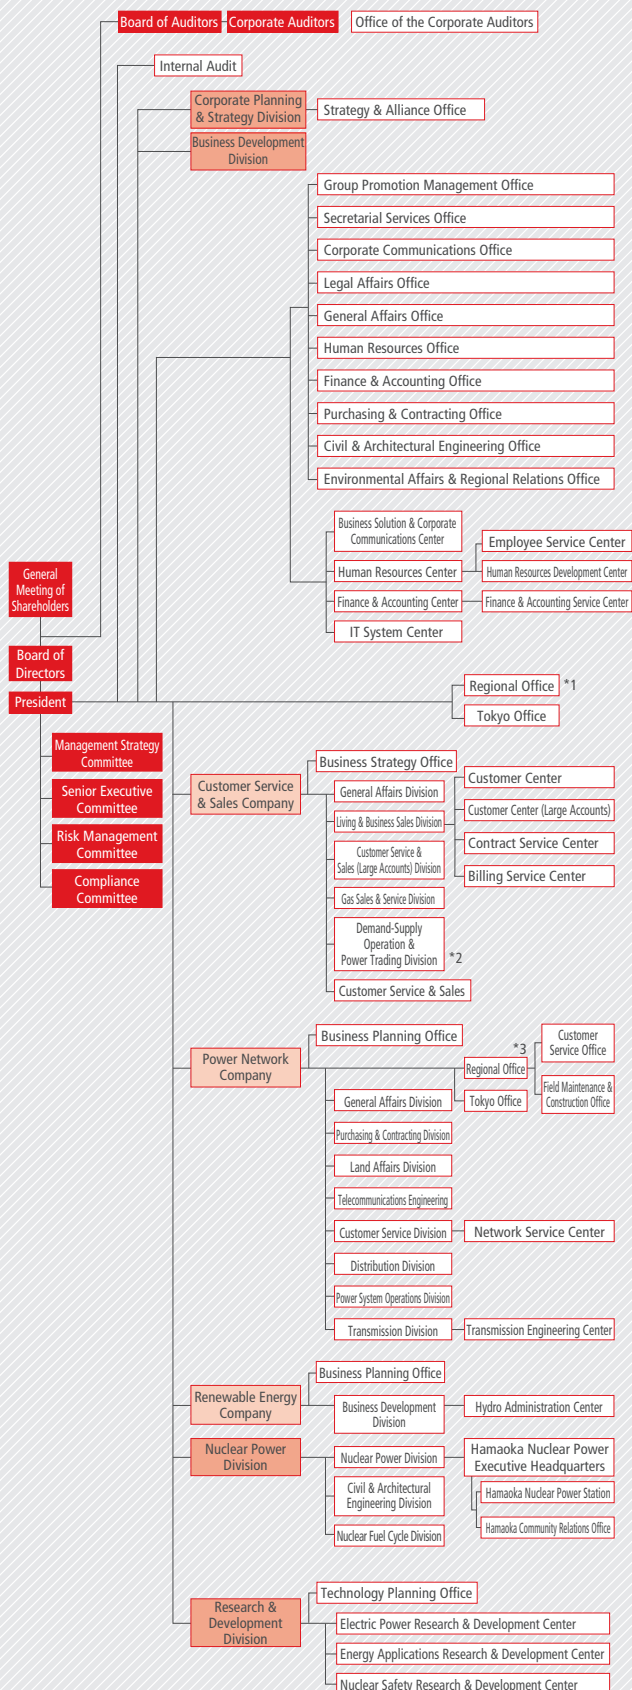 Board of Auditors
Corporate Auditors
Office of the Corporate Auditors
Internal Audit
Corporate Planning
& Strategy Division
Strategy & Alliance Office
Business Development
Division
Group Promotion Management Office
Secretarial Services Office
Corporate Communications Office
Legal Affairs Office
General Affairs Office
Human Resources Office
Finance & Accounting Office
Purchasing & Contracting Office
Civil & Architectural Engineering Office
Environmental Affairs & Regional Relations Office
Business Solution & Corporate
Communications Center
Human Resources Center
Employee Service Center
Human Resources Development Center
Finance & Accounting Center
Finance & Accounting Service Center
IT System Center
General
Meeting of
Shareholders
Board of
Directors
President
Regional Office *1
Tokyo Office
Management Strategy
Committee
Senior Executive
Committee
Risk Management
Committee
Compliance
Committee
Customer Service
& Sales Company
Business Strategy Office
General Affairs Division
Living & Business Sales Division
Customer Service &
Sales (Large Accounts) Division
Gas Sales & Service Division
Demand-Supply
Operation &
Power Trading Division *2
Customer Service & Sales
Customer Center
Customer Center (Large Accounts)
Contract Service Center
Billing Service Center
Power Network
Company
Business Planning Office
*3
Regional Office
Tokyo Office
Customer
Service Office
Field Maintenance &
Construction Office
General Affairs Division
Purchasing & Contracting Division
Land Affairs Division
Telecommunications Engineering
Customer Service Division
Network Service Center
Distribution Division
Power System Operations Division
Transmission Division
Transmission Engineering Center
Renewable Energy
Company
Business Planning Office
Business Development
Division
Hydro Administration Center
Nuclear Power
Division
Nuclear Power Division
Civil & Architectural
Engineering Division
Nuclear Fuel Cycle Division
Hamaoka Nuclear Power
Executive Headquarters
Hamaoka Nuclear Power Station
Hamaoka Community Relations Office
Research &
Development
Division
Technology Planning Office
Electric Power Research & Development Center
Energy Applications Research & Development Center
Nuclear Safety Research & Development Center